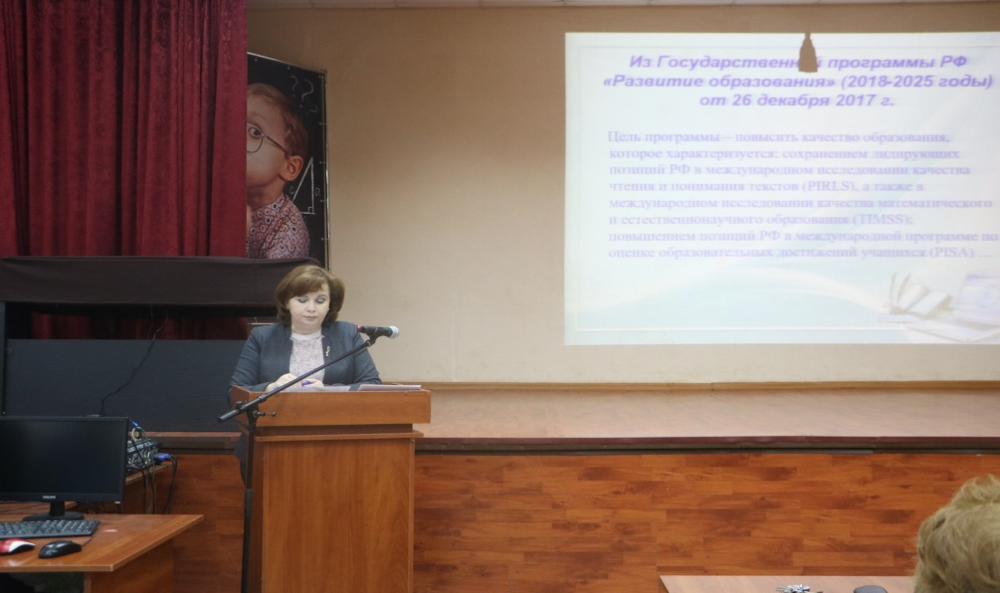 Из Государственной программы РФ
«Развитие образования» (2018-2025 годы)
от 26 декабря 2017 г.
Цель программы – повысить качество образования,
которое характеризуется: сохранением лидирующих
позиций РФ в международном исследовании качества
чтения и понимания текстов (PIRLS), а также в
международном исследовании качества математического
и естественнонаучного образования (TIMSS);
повышением позиций РФ в международной программе по
оценке образовательных достижений учащихся (PISA) …
PHILIPS